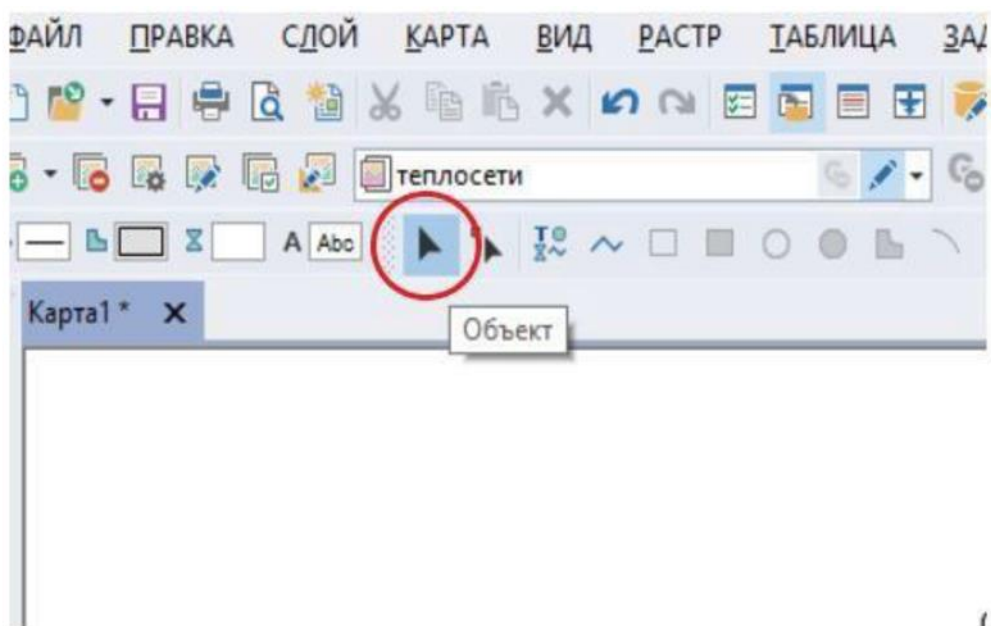 ФАЙЛ ПРАВКА СЛОЙ КАРТА ВИД РАСТР ТАБЛИЦА
теплосети
А Abc
Карта1 * X
Объект